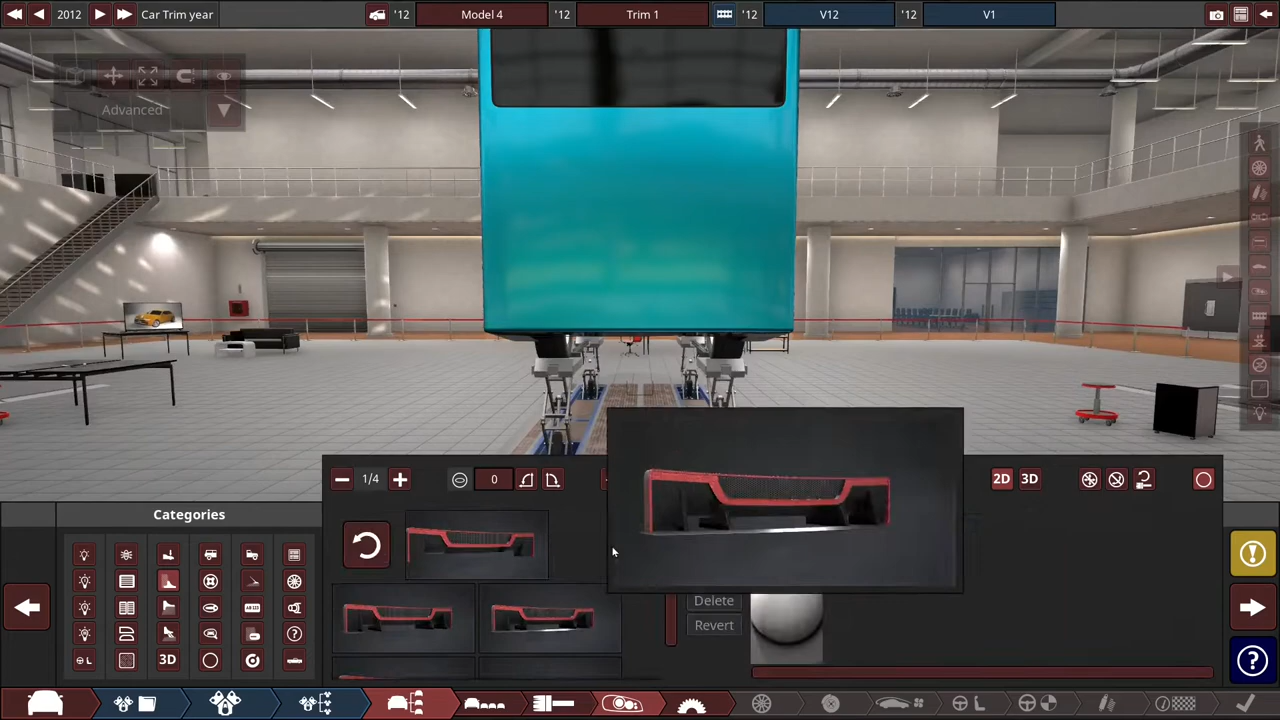 2012 Car Trim year '12 Model 4 '12 Trim 1 '12 V12 '12 V1
Advanced
1/4 0 2D 3D
Categories
Delete
Revert
3D